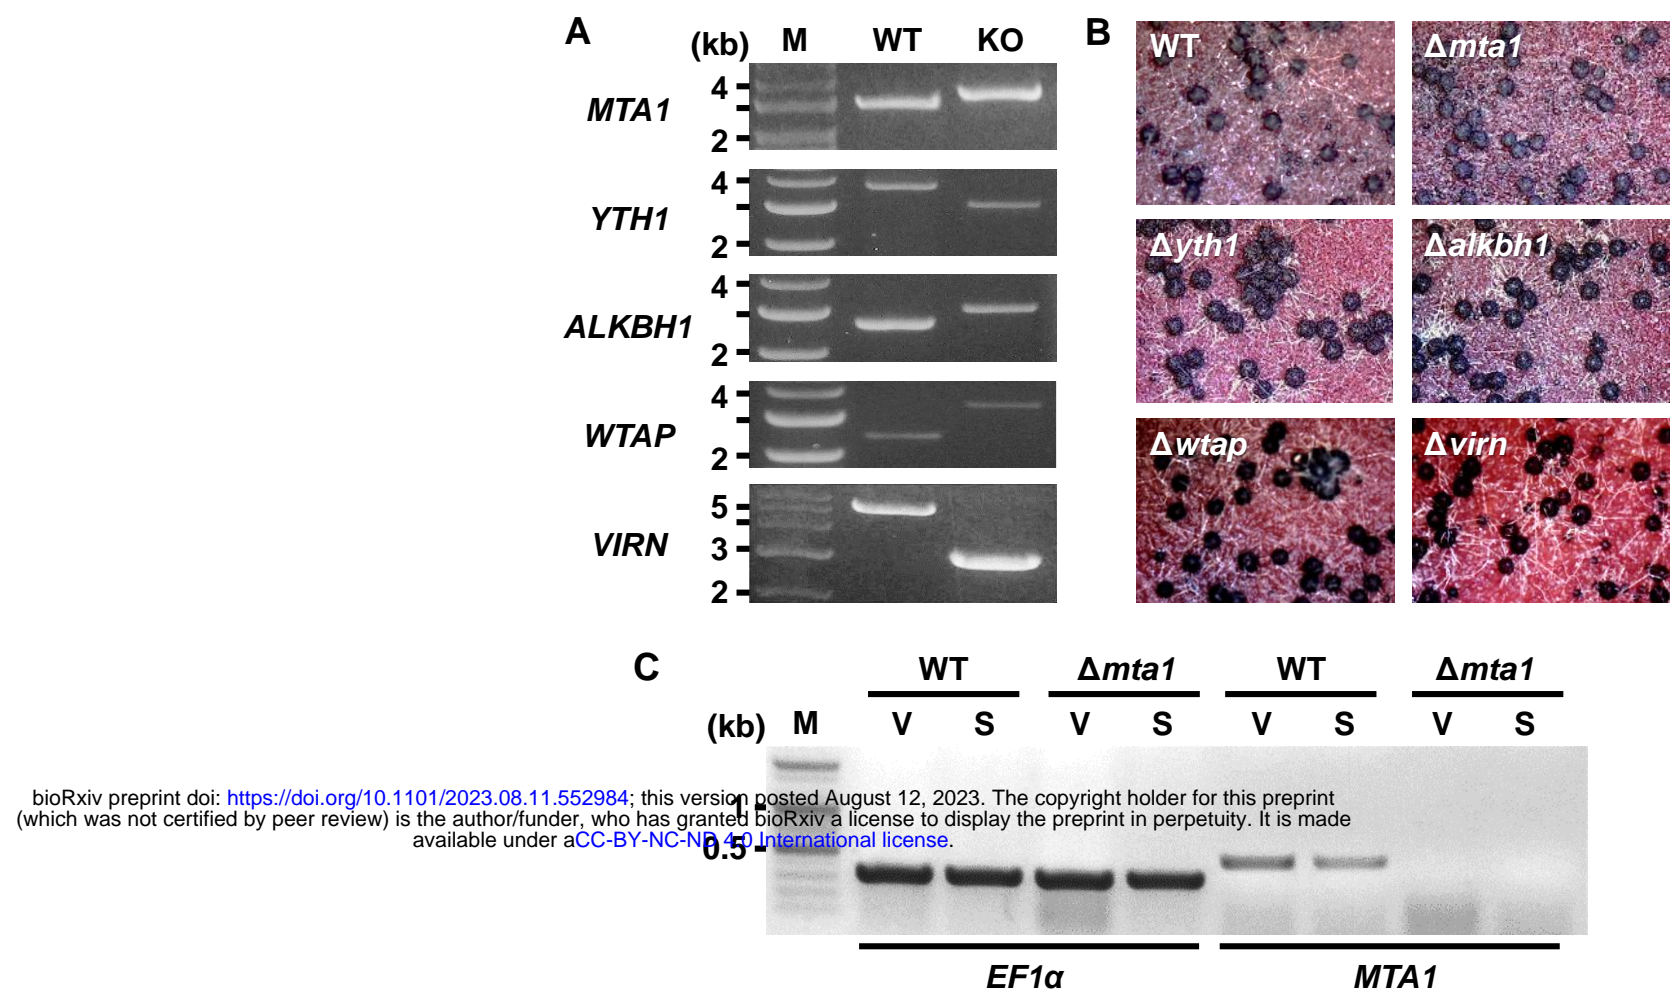 A
(kb) M WT KO
MTA1
4
2
YTH1
4
2
ALKBH1
4
2
WTAP
4
2
VIRN
5
3
2
B
WT
Δmta1
Δyth1
Δalkbh1
Δwtap
Δvirn
C
WT Δmta1 WT Δmta1
(kb) M V S V S V S V S
1
0.5
bioRxiv preprint doi: https://doi.org/10.1101/2023.08.11.552984; this version posted August 12, 2023. The copyright holder for this preprint
(which was not certified by peer review) is the author/funder, who has granted bioRxiv a license to display the preprint in perpetuity. It is made
available under aCC-BY-NC-ND 4.0 International license.
EF1α MTA1